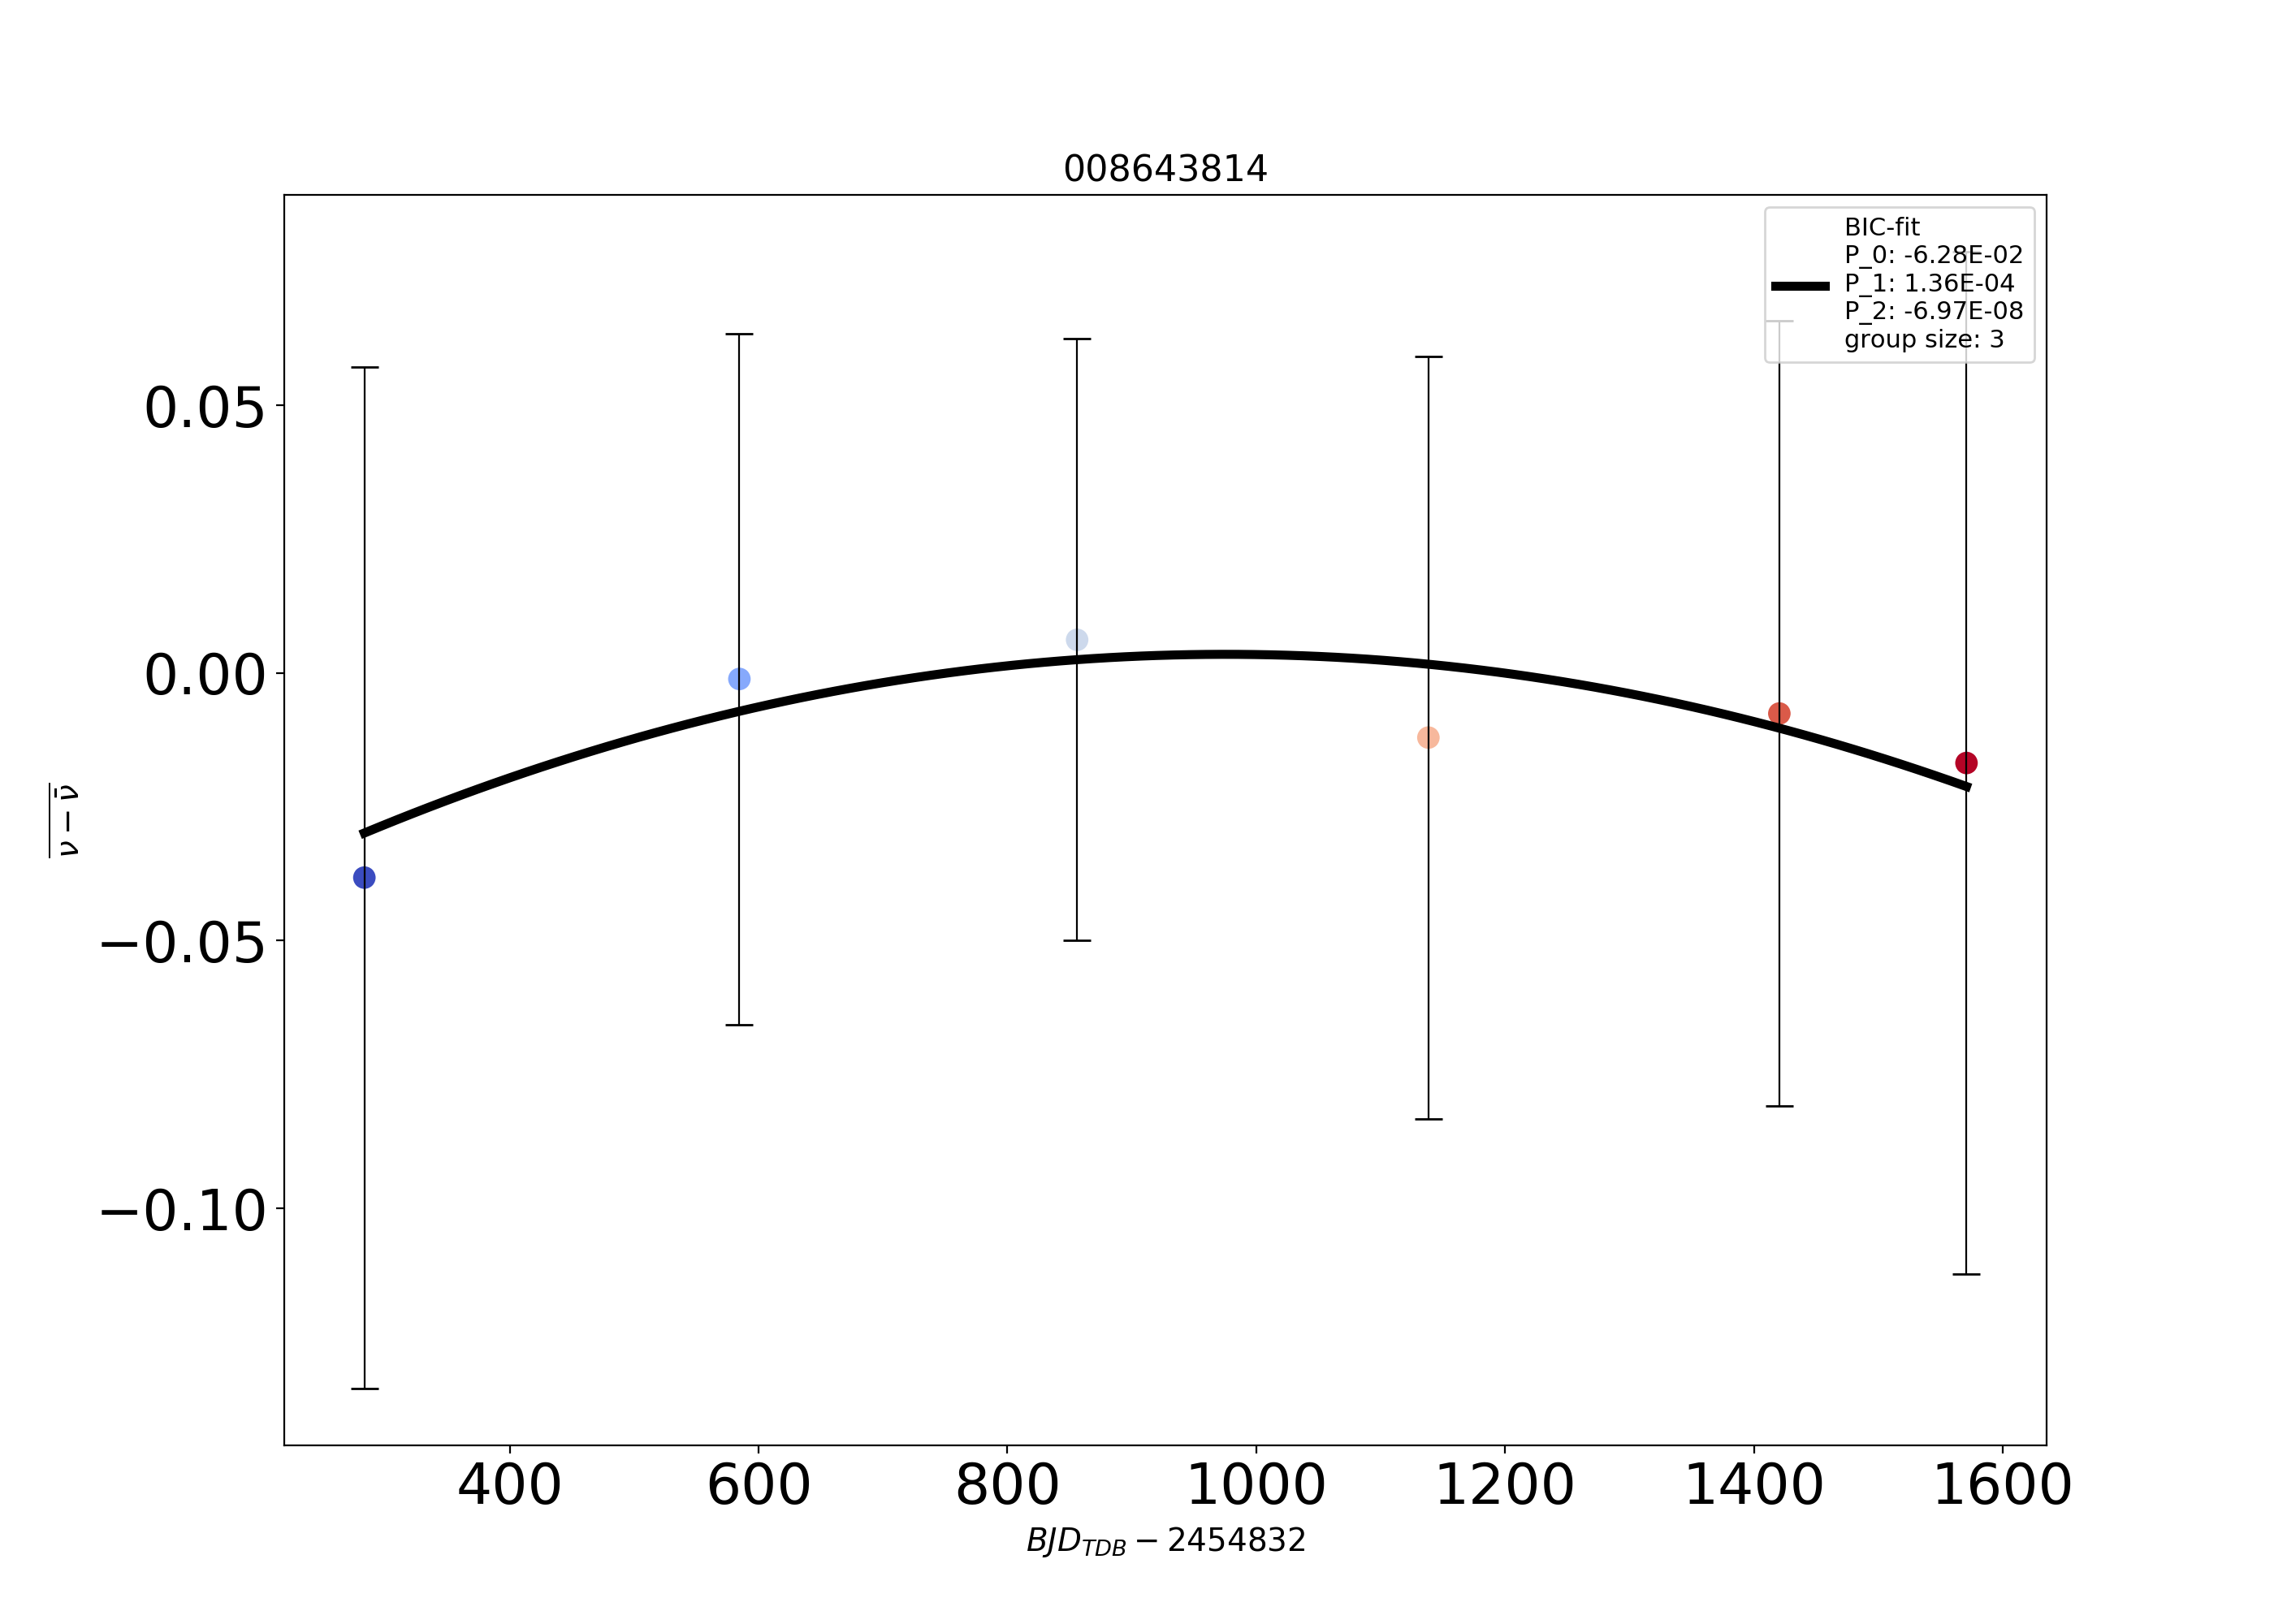 008643814
BIC-fit
P_0: -6.28E-02
P_1: 1.36E-04
P_2: -6.97E-08
group size: 3
0.05
0.00
−0.05
−0.10
ν − ν̄
400 600 800 1000 1200 1400 1600
BJD_TDB − 2454832